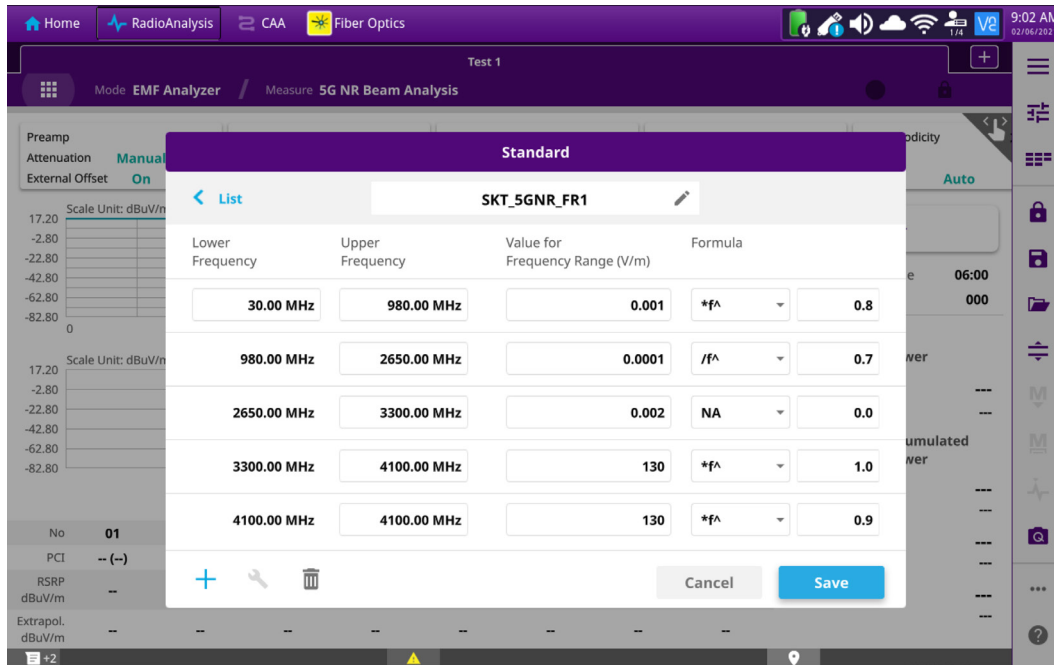 Home
RadioAnalysis
CAA
Fiber Optics
1/4
V2
9:02 AM
02/06/202
Test 1
+
Mode EMF Analyzer / Measure 5G NR Beam Analysis
Preamp
Attenuation Manual
External Offset On
odicity
Auto
Standard
List
SKT_5GNR_FR1
Lower
Frequency
Upper
Frequency
Value for
Frequency Range (V/m)
Formula
30.00 MHz 980.00 MHz 0.001 *f^ 0.8
980.00 MHz 2650.00 MHz 0.0001 /f^ 0.7
2650.00 MHz 3300.00 MHz 0.002 NA 0.0
3300.00 MHz 4100.00 MHz 130 *f^ 1.0
4100.00 MHz 4100.00 MHz 130 *f^ 0.9
Cancel
Save
Scale Unit: dBuV/m
17.20
-2.80
-22.80
-42.80
-62.80
-82.80
0
Scale Unit: dBuV/m
17.20
-2.80
-22.80
-42.80
-62.80
-82.80
e 06:00
000
wer
---
---
umulated
wer
---
---
---
---
---
---
No 01
PCI -- (--)
RSRP
dBuV/m
--
Extrapol.
dBuV/m
-- -- -- -- -- -- -- --
M
M
+2